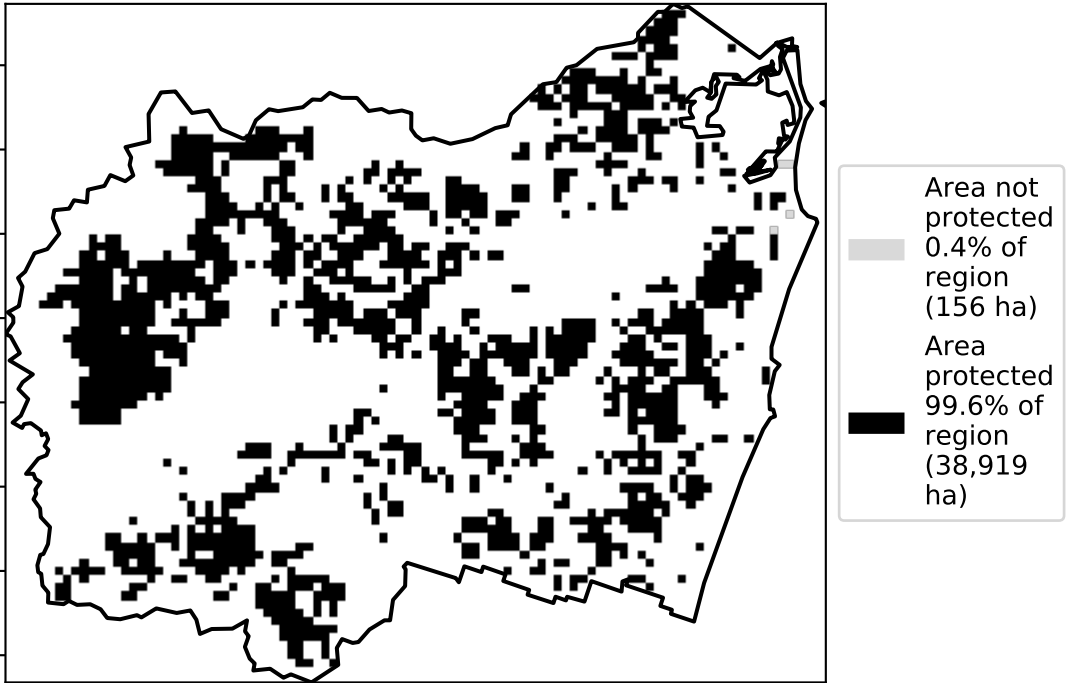 Area not
protected
0.4% of
region
(156 ha)
Area
protected
99.6% of
region
(38,919
ha)